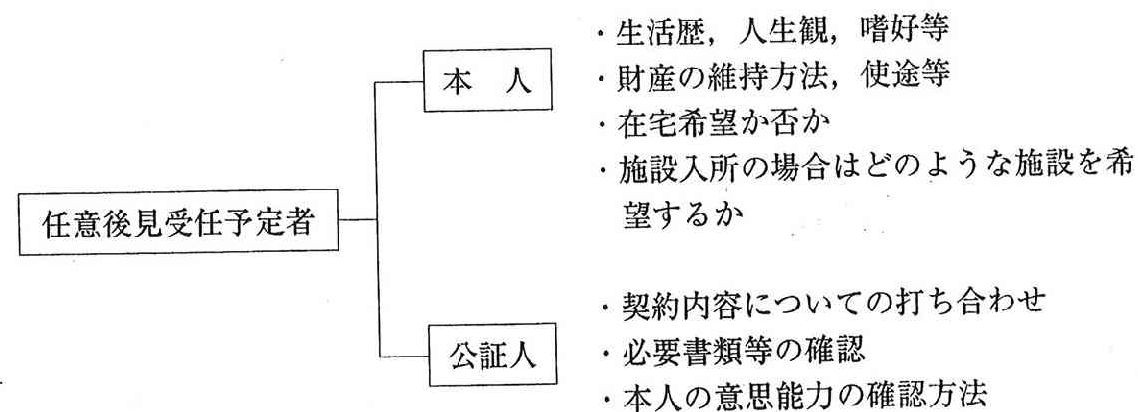 ・生活歴，人生観，嗜好等
本　人
・財産の維持方法，使途等
・在宅希望か否か
・施設入所の場合はどのような施設を希
望するか
任意後見受任予定者
・契約内容についての打ち合わせ
公証人
・必要書類等の確認
・本人の意思能力の確認方法